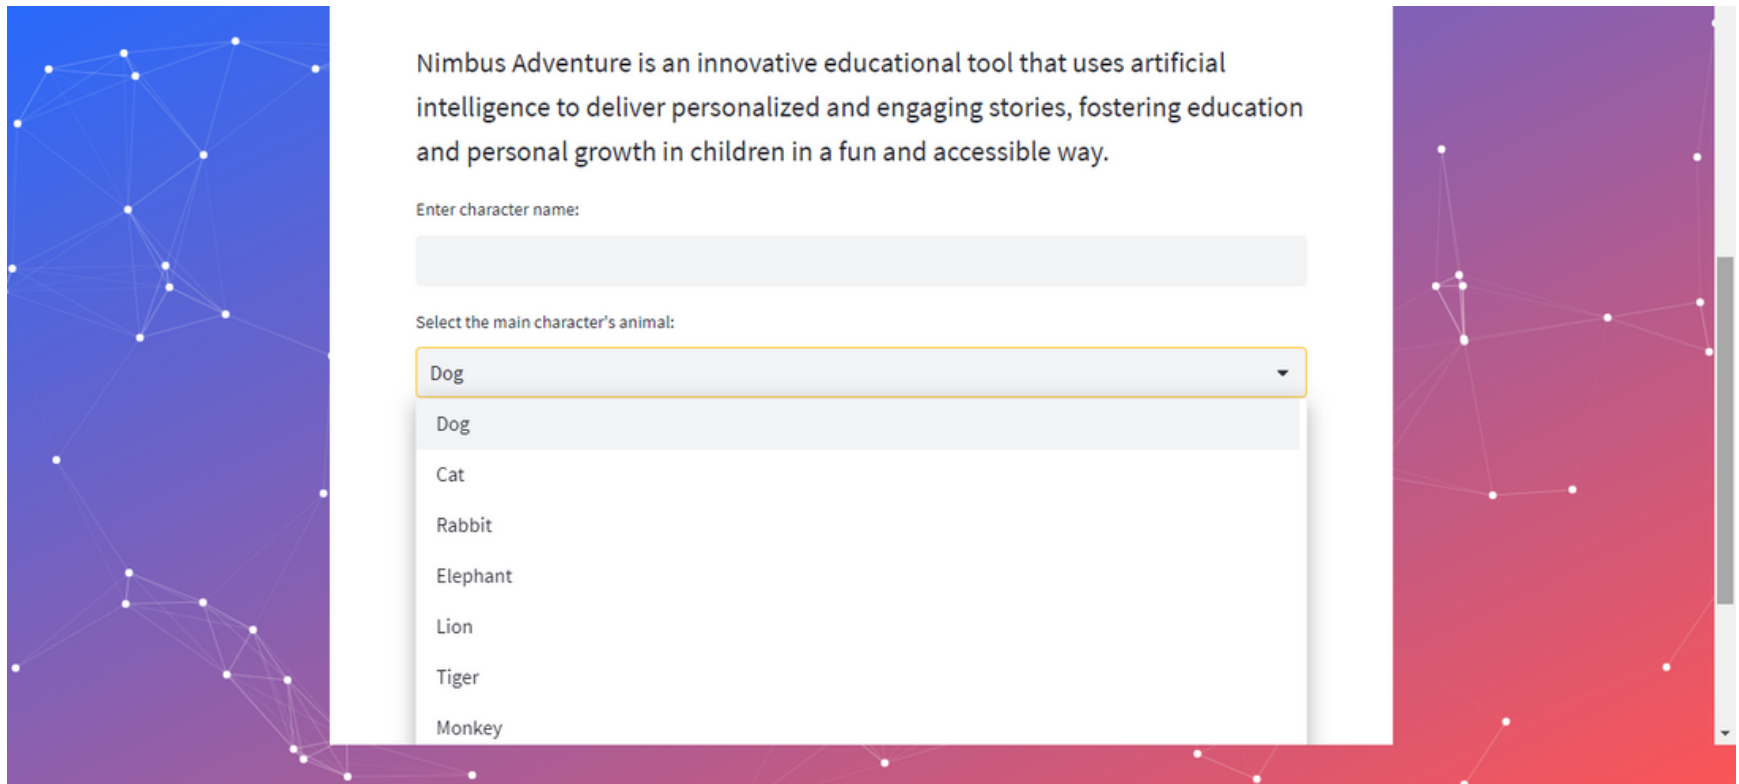 Nimbus Adventure is an innovative educational tool that uses artificial
intelligence to deliver personalized and engaging stories, fostering education
and personal growth in children in a fun and accessible way.
Enter character name:
Select the main character's animal:
Dog
Dog
Cat
Rabbit
Elephant
Lion
Tiger
Monkey